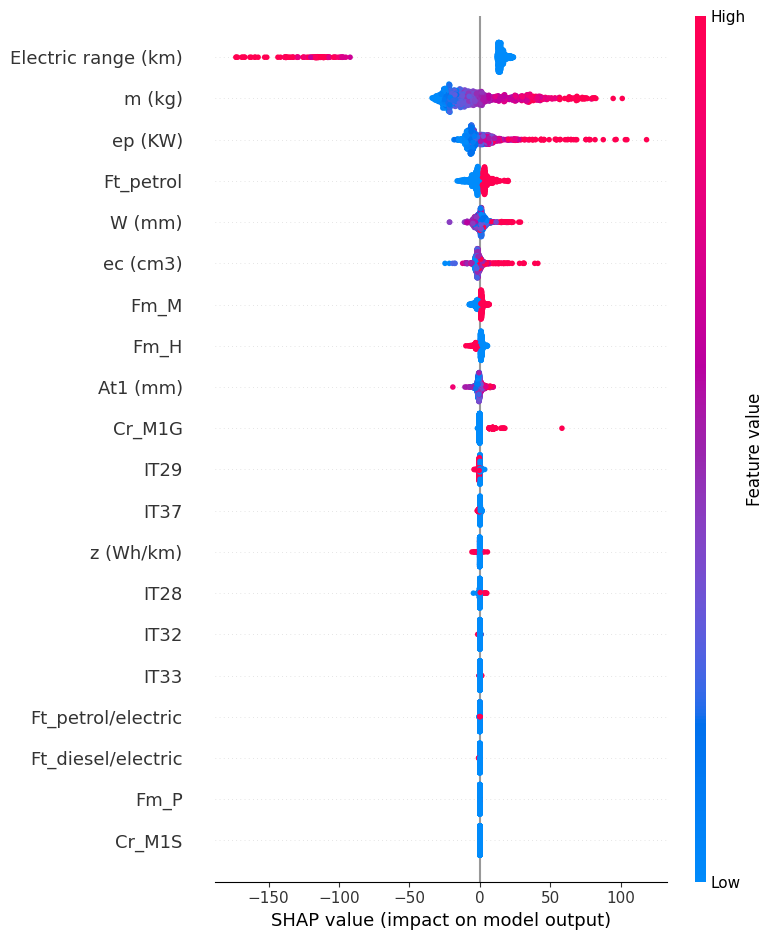 High
Electric range (km)
m (kg)
ep (KW)
Ft_petrol
W (mm)
ec (cm3)
Fm_M
Fm_H
At1 (mm)
Cr_M1G
IT29
IT37
z (Wh/km)
IT28
IT32
IT33
Ft_petrol/electric
Ft_diesel/electric
Fm_P
Cr_M1S
Feature value
Low
−150 −100 −50 0 50 100
SHAP value (impact on model output)